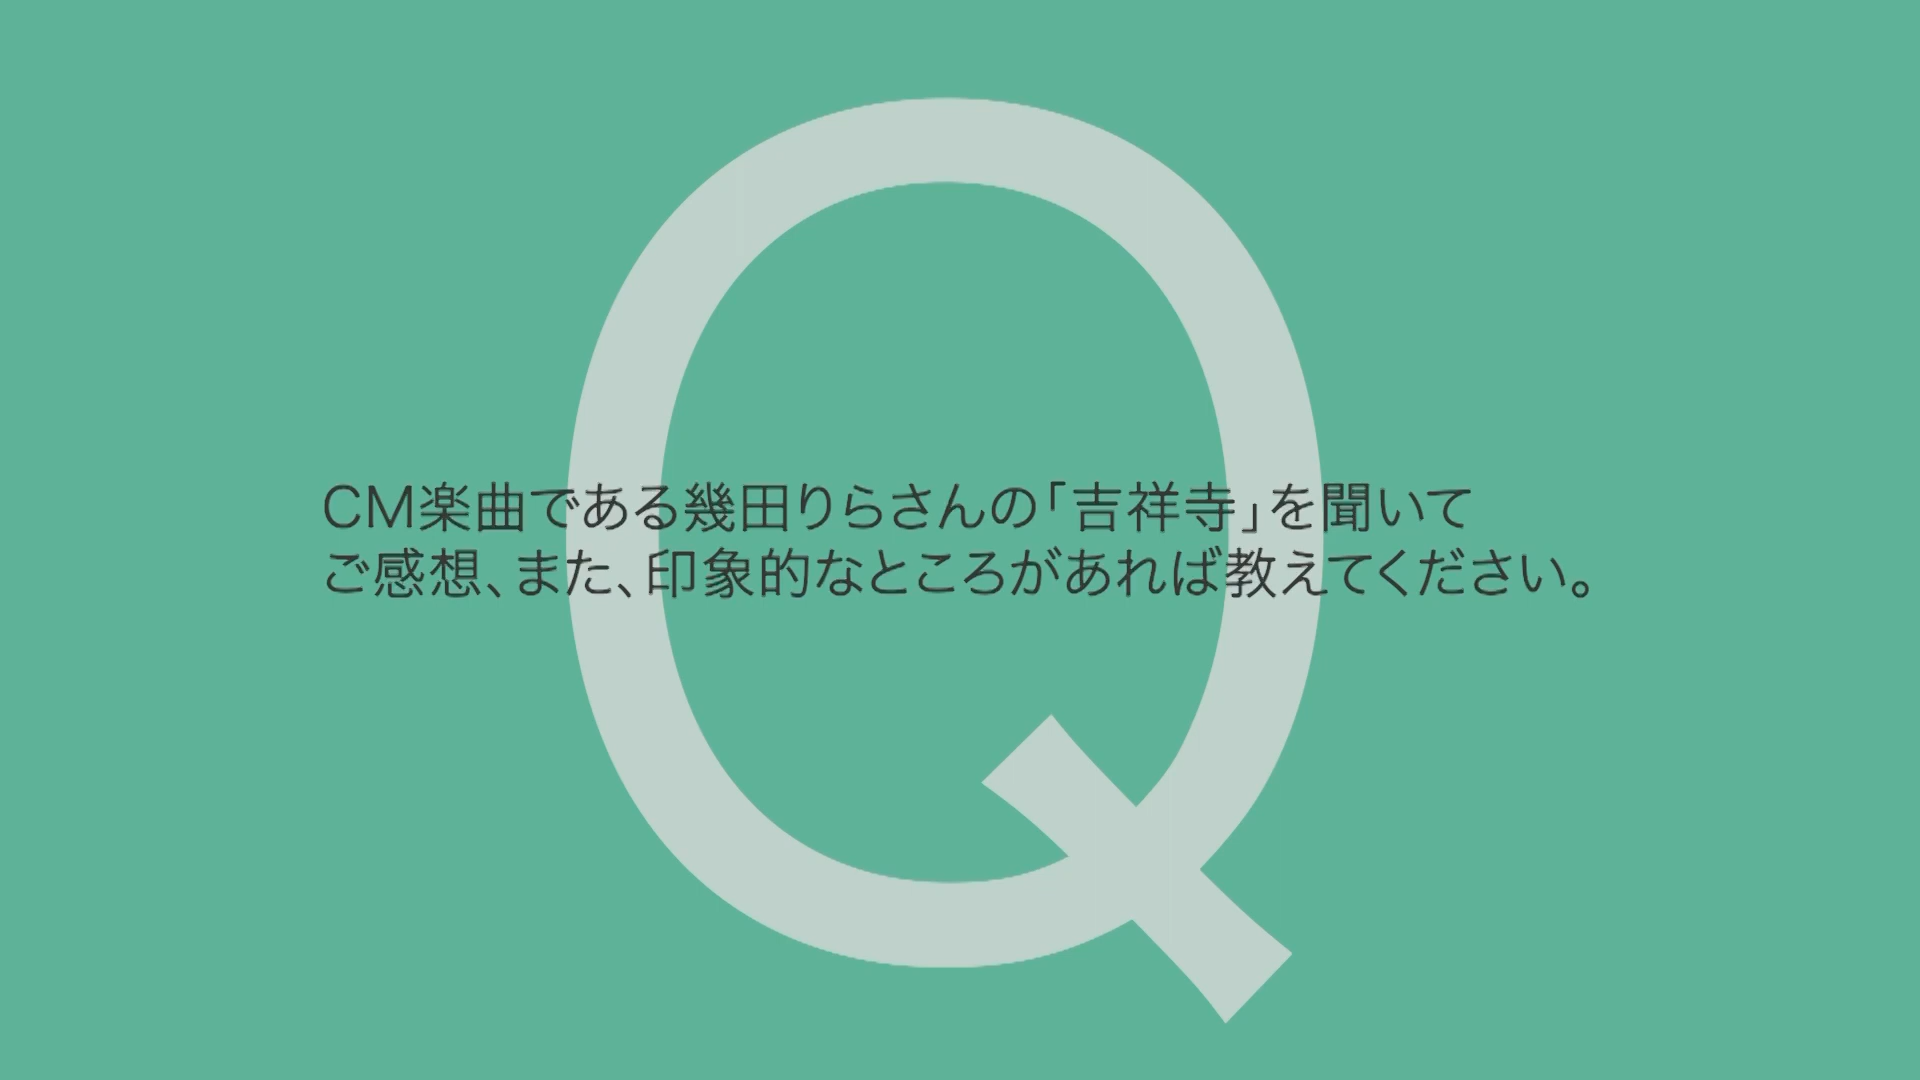 Q
CM楽曲である幾田りらさんの「吉祥寺」を聞いて
ご感想、また、印象的なところがあれば教えてください。